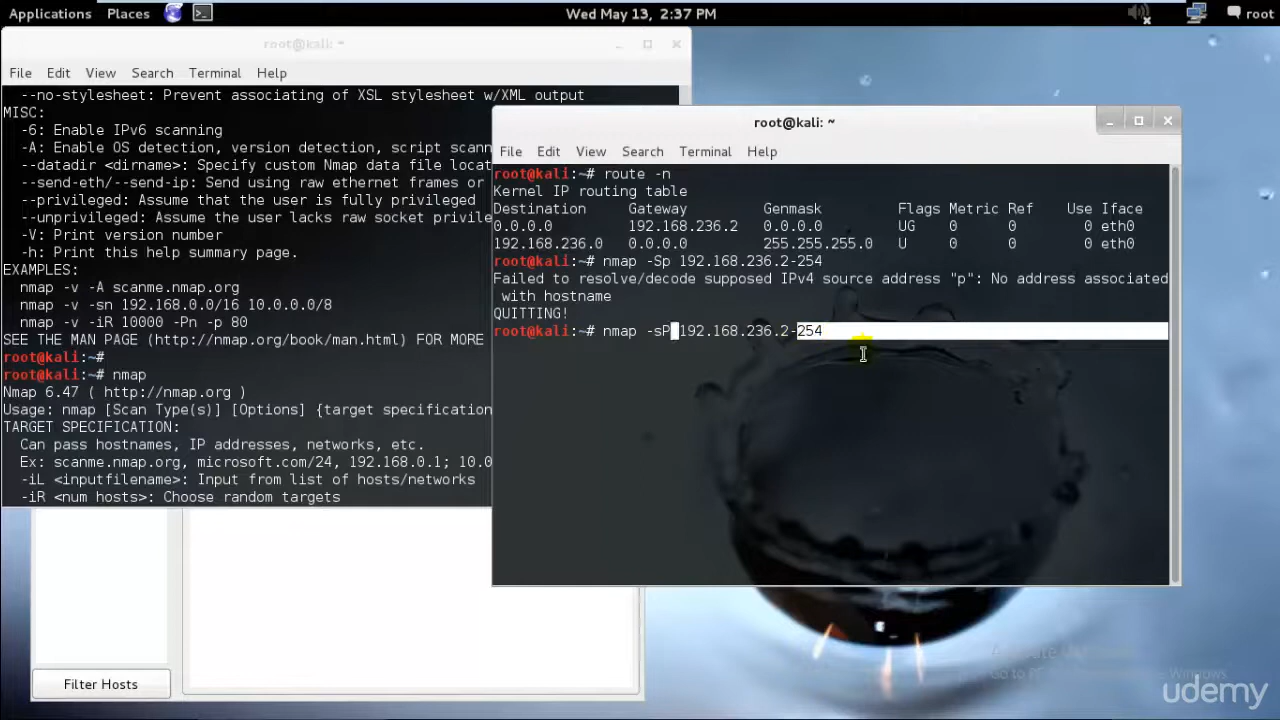 Applications Places Wed May 13, 2:37 PM root
root@kali: ~
File Edit View Search Terminal Help
--no-stylesheet: Prevent associating of XSL stylesheet w/XML output
MISC:
-6: Enable IPv6 scanning
-A: Enable OS detection, version detection, script scann
--datadir <dirname>: Specify custom Nmap data file locat
--send-eth/--send-ip: Send using raw ethernet frames or
--privileged: Assume that the user is fully privileged
--unprivileged: Assume the user lacks raw socket privile
-V: Print version number
-h: Print this help summary page.
EXAMPLES:
nmap -v -A scanme.nmap.org
nmap -v -sn 192.168.0.0/16 10.0.0.0/8
nmap -v -iR 10000 -Pn -p 80
SEE THE MAN PAGE (http://nmap.org/book/man.html) FOR MORE
root@kali:~#
root@kali:~# nmap
Nmap 6.47 ( http://nmap.org )
Usage: nmap [Scan Type(s)] [Options] {target specification
TARGET SPECIFICATION:
Can pass hostnames, IP addresses, networks, etc.
Ex: scanme.nmap.org, microsoft.com/24, 192.168.0.1; 10.0
-iL <inputfilename>: Input from list of hosts/networks
-iR <num hosts>: Choose random targets
Filter Hosts
root@kali: ~
File Edit View Search Terminal Help
root@kali:~# route -n
Kernel IP routing table
Destination Gateway Genmask Flags Metric Ref Use Iface
0.0.0.0 192.168.236.2 0.0.0.0 UG 0 0 0 eth0
192.168.236.0 0.0.0.0 255.255.255.0 U 0 0 0 eth0
root@kali:~# nmap -Sp 192.168.236.2-254
Failed to resolve/decode supposed IPv4 source address "p": No address associated
with hostname
QUITTING!
root@kali:~# nmap -sP 192.168.236.2-254
Go to PC Windows
udemy